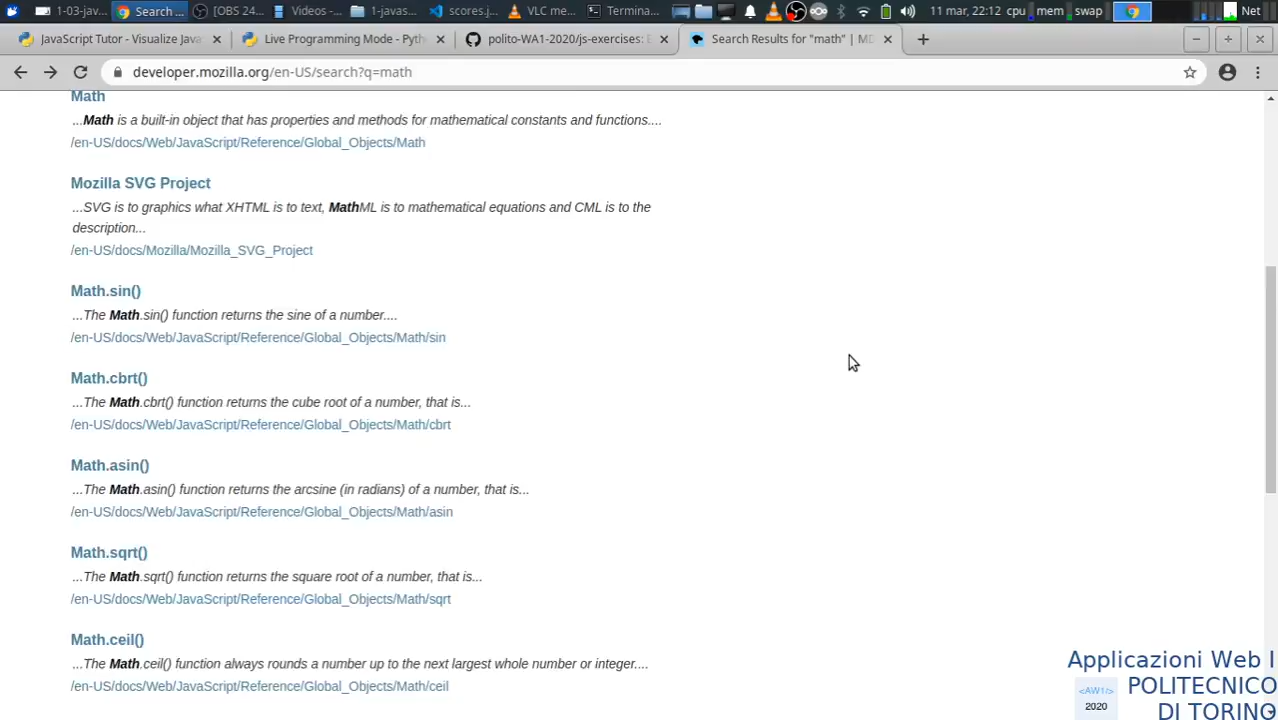 1-03-jav...
Search ...
[OBS 24...
Videos -...
1-javas...
scores.j...
VLC me...
Termina...
11 mar, 22:12
cpu
mem
swap
Net
JavaScript Tutor - Visualize Java
Live Programming Mode - Pyth
polito-WA1-2020/js-exercises: E
Search Results for "math" | MD
developer.mozilla.org/en-US/search?q=math
Math
...Math is a built-in object that has properties and methods for mathematical constants and functions....
/en-US/docs/Web/JavaScript/Reference/Global_Objects/Math
Mozilla SVG Project
...SVG is to graphics what XHTML is to text, MathML is to mathematical equations and CML is to the
description...
/en-US/docs/Mozilla/Mozilla_SVG_Project
Math.sin()
...The Math.sin() function returns the sine of a number....
/en-US/docs/Web/JavaScript/Reference/Global_Objects/Math/sin
Math.cbrt()
...The Math.cbrt() function returns the cube root of a number, that is...
/en-US/docs/Web/JavaScript/Reference/Global_Objects/Math/cbrt
Math.asin()
...The Math.asin() function returns the arcsine (in radians) of a number, that is...
/en-US/docs/Web/JavaScript/Reference/Global_Objects/Math/asin
Math.sqrt()
...The Math.sqrt() function returns the square root of a number, that is...
/en-US/docs/Web/JavaScript/Reference/Global_Objects/Math/sqrt
Math.ceil()
...The Math.ceil() function always rounds a number up to the next largest whole number or integer....
/en-US/docs/Web/JavaScript/Reference/Global_Objects/Math/ceil
Applicazioni Web I
<AW1/>
2020
POLITECNICO
DI TORINO